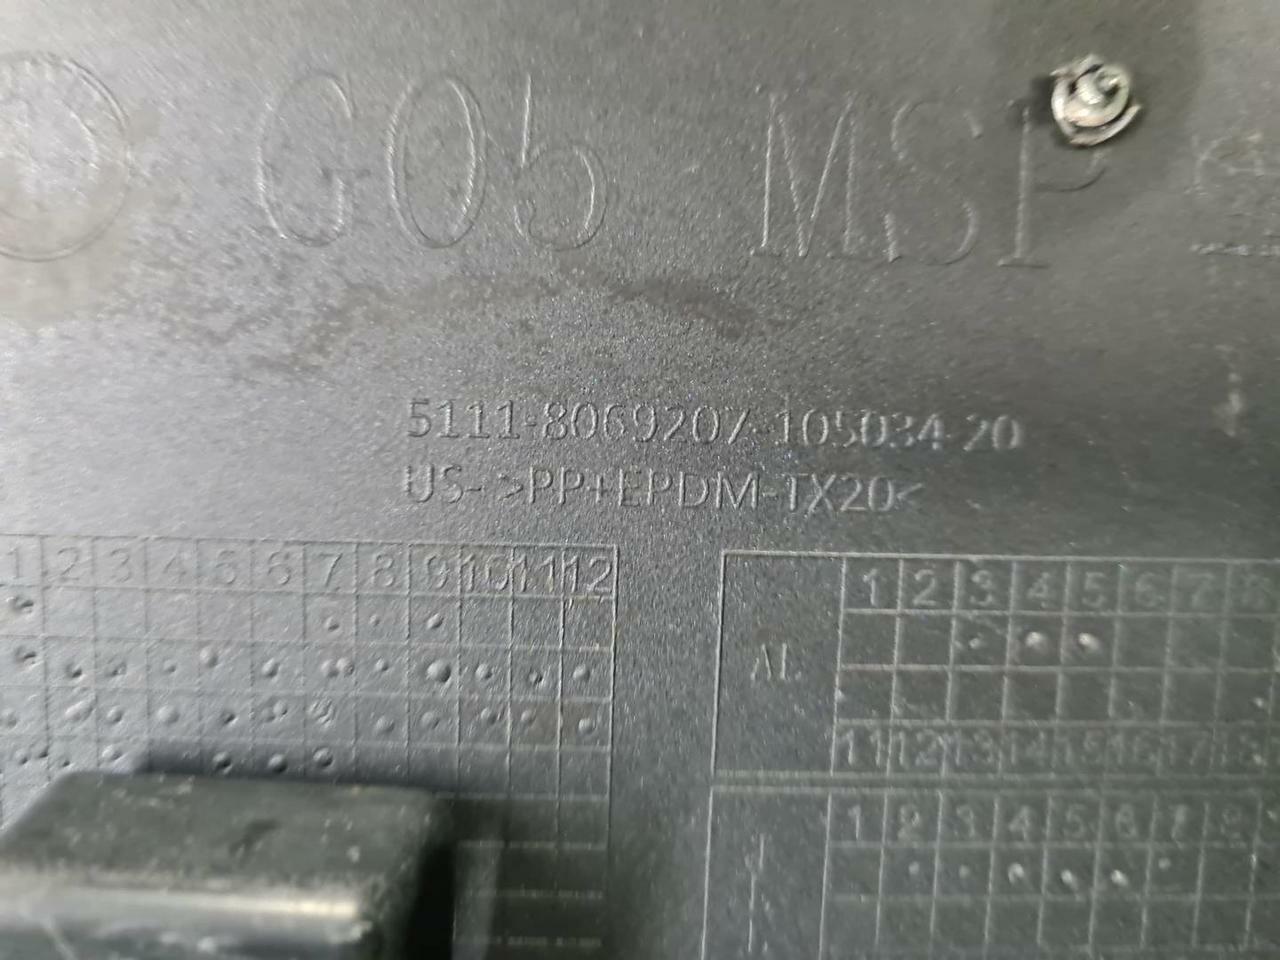 G05 MSP
5111-8069207-105034-20
US- >PP+EPDM-TX20<
1 2 3 4 5 6 7 8 9 10 11 12
1 2 3 4 5 6 7 8
AL
11 12 13 14 15 16 17 18
1 2 3 4 5 6 7 8